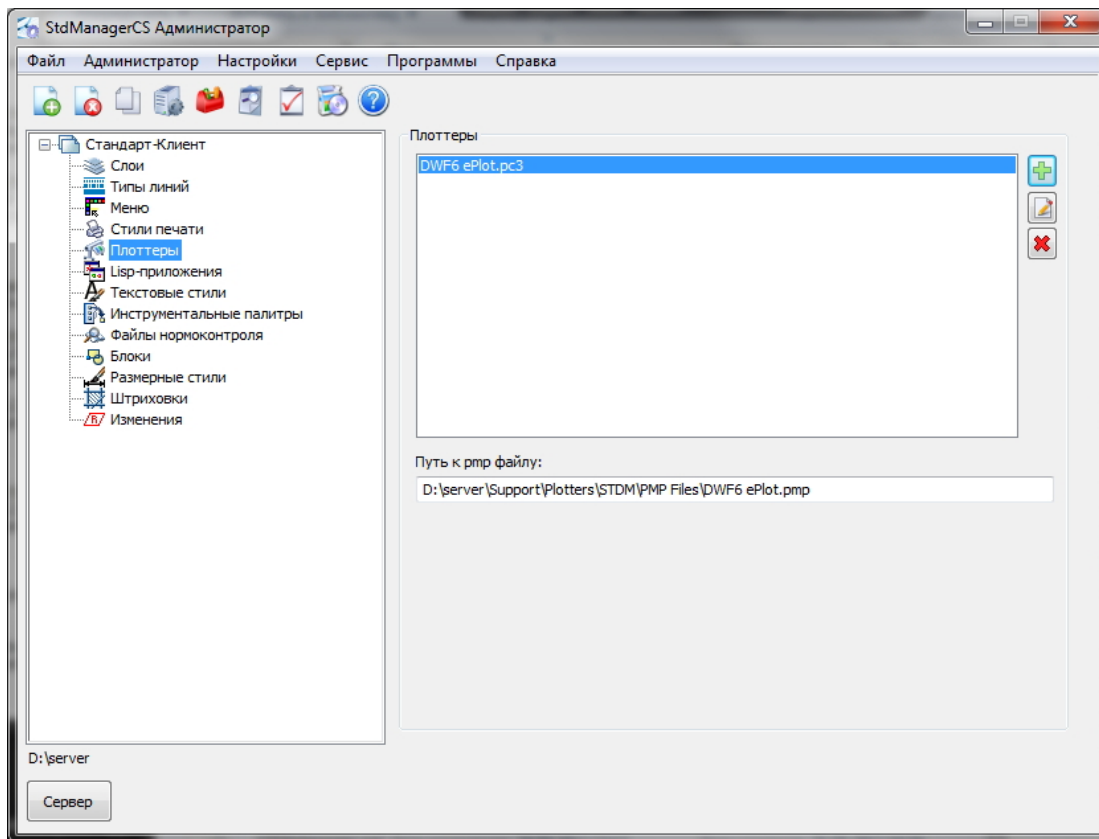 StdManagerCS Администратор
Файл Администратор Настройки Сервис Программы Справка
Стандарт-Клиент
Слои
Типы линий
Меню
Стили печати
Плоттеры
Lisp-приложения
Текстовые стили
Инструментальные палитры
Файлы нормоконтроля
Блоки
Размерные стили
Штриховки
Изменения
Плоттеры
DWF6 ePlot.pc3
Путь к pmp файлу:
D:\server\Support\Plotters\STDM\PMP Files\DWF6 ePlot.pmp
D:\server
Сервер